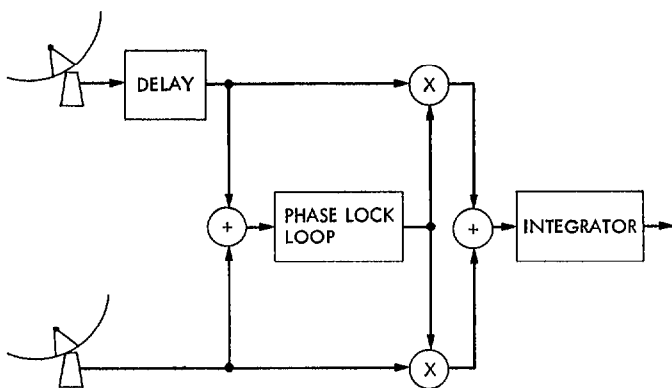 DELAY
X
+
PHASE LOCK
LOOP
+
INTEGRATOR
X